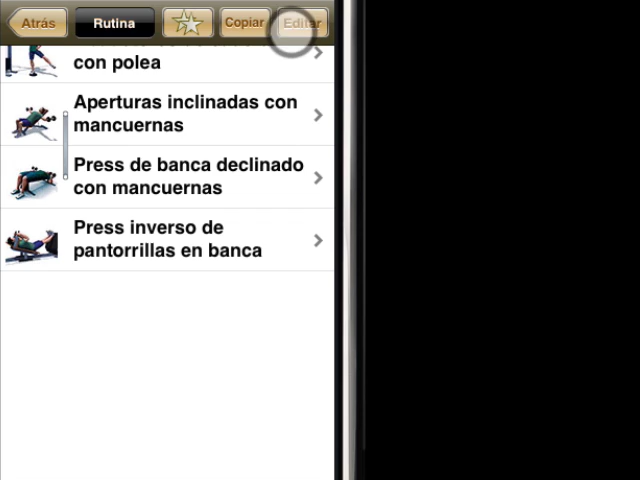 Atrás Rutina Copiar Editar
con polea
Aperturas inclinadas con
mancuernas
Press de banca declinado
con mancuernas
Press inverso de
pantorrillas en banca